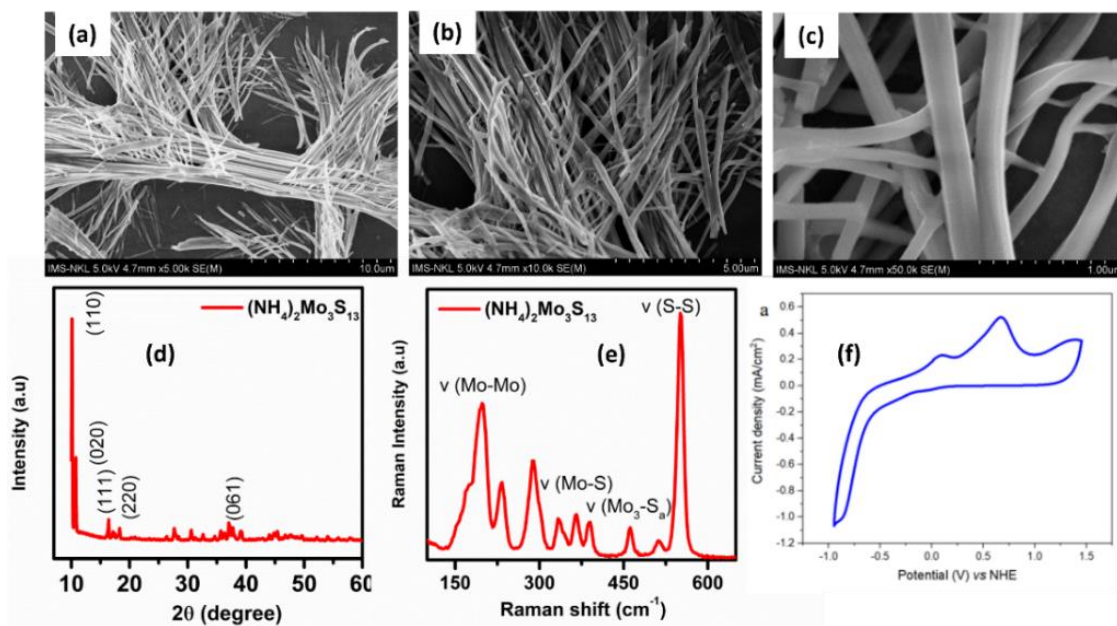 (a)
(b)
(c)
IMS-NKL 5.0kV 4.7mm x5.00k SE(M)
10.0um
IMS-NKL 5.0kV 4.7mm x10.0k SE(M)
5.00um
IMS-NKL 5.0kV 4.7mm x50.0k SE(M)
1.00um
(NH₄)₂Mo₃S₁₃
(d)
(110)
(020)
(111)
(220)
(061)
Intensity (a.u)
10 20 30 40 50 60
2θ (degree)
(NH₄)₂Mo₃S₁₃
(e)
ν (S-S)
ν (Mo-Mo)
ν (Mo-S)
ν (Mo₃-Sₐ)
Raman Intensity (a.u)
150 300 450 600
Raman shift (cm⁻¹)
a
(f)
0.6
0.4
0.2
0.0
-0.2
-0.4
-0.6
-0.8
-1.0
-1.2
Current density (mA/cm²)
-1.0 -0.5 0.0 0.5 1.0 1.5
Potential (V) vs NHE